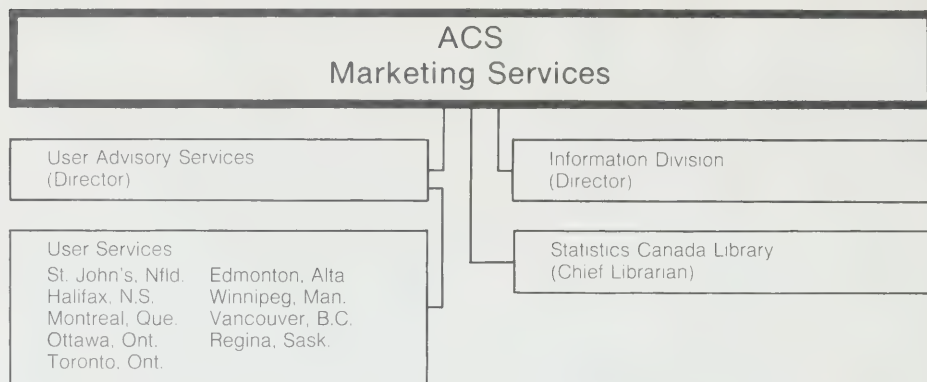 ACS
Marketing Services
User Advisory Services
(Director)
Information Division
(Director)
User Services
St. John's, Nfld.
Halifax, N.S.
Montreal, Que.
Ottawa, Ont.
Toronto, Ont.
Edmonton, Alta
Winnipeg, Man.
Vancouver, B.C.
Regina, Sask.
Statistics Canada Library
(Chief Librarian)